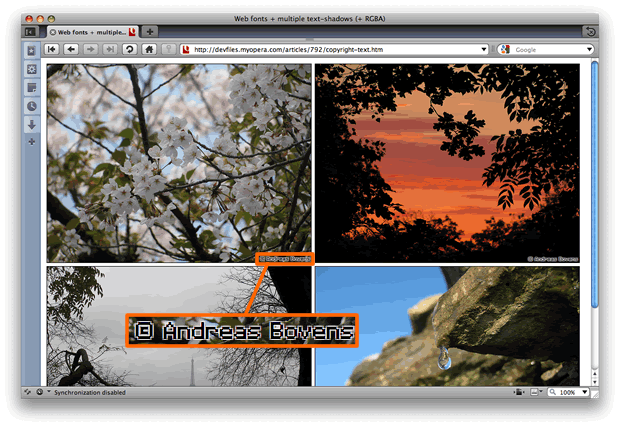 Web fonts + multiple text-shadows (+ RGBA)
Web fonts + multiple...
http://devfiles.myopera.com/articles/792/copyright-text.htm
Google
© Andreas Bovens
© Andreas Bovens
© Andreas Bovens
Synchronization disabled
100%